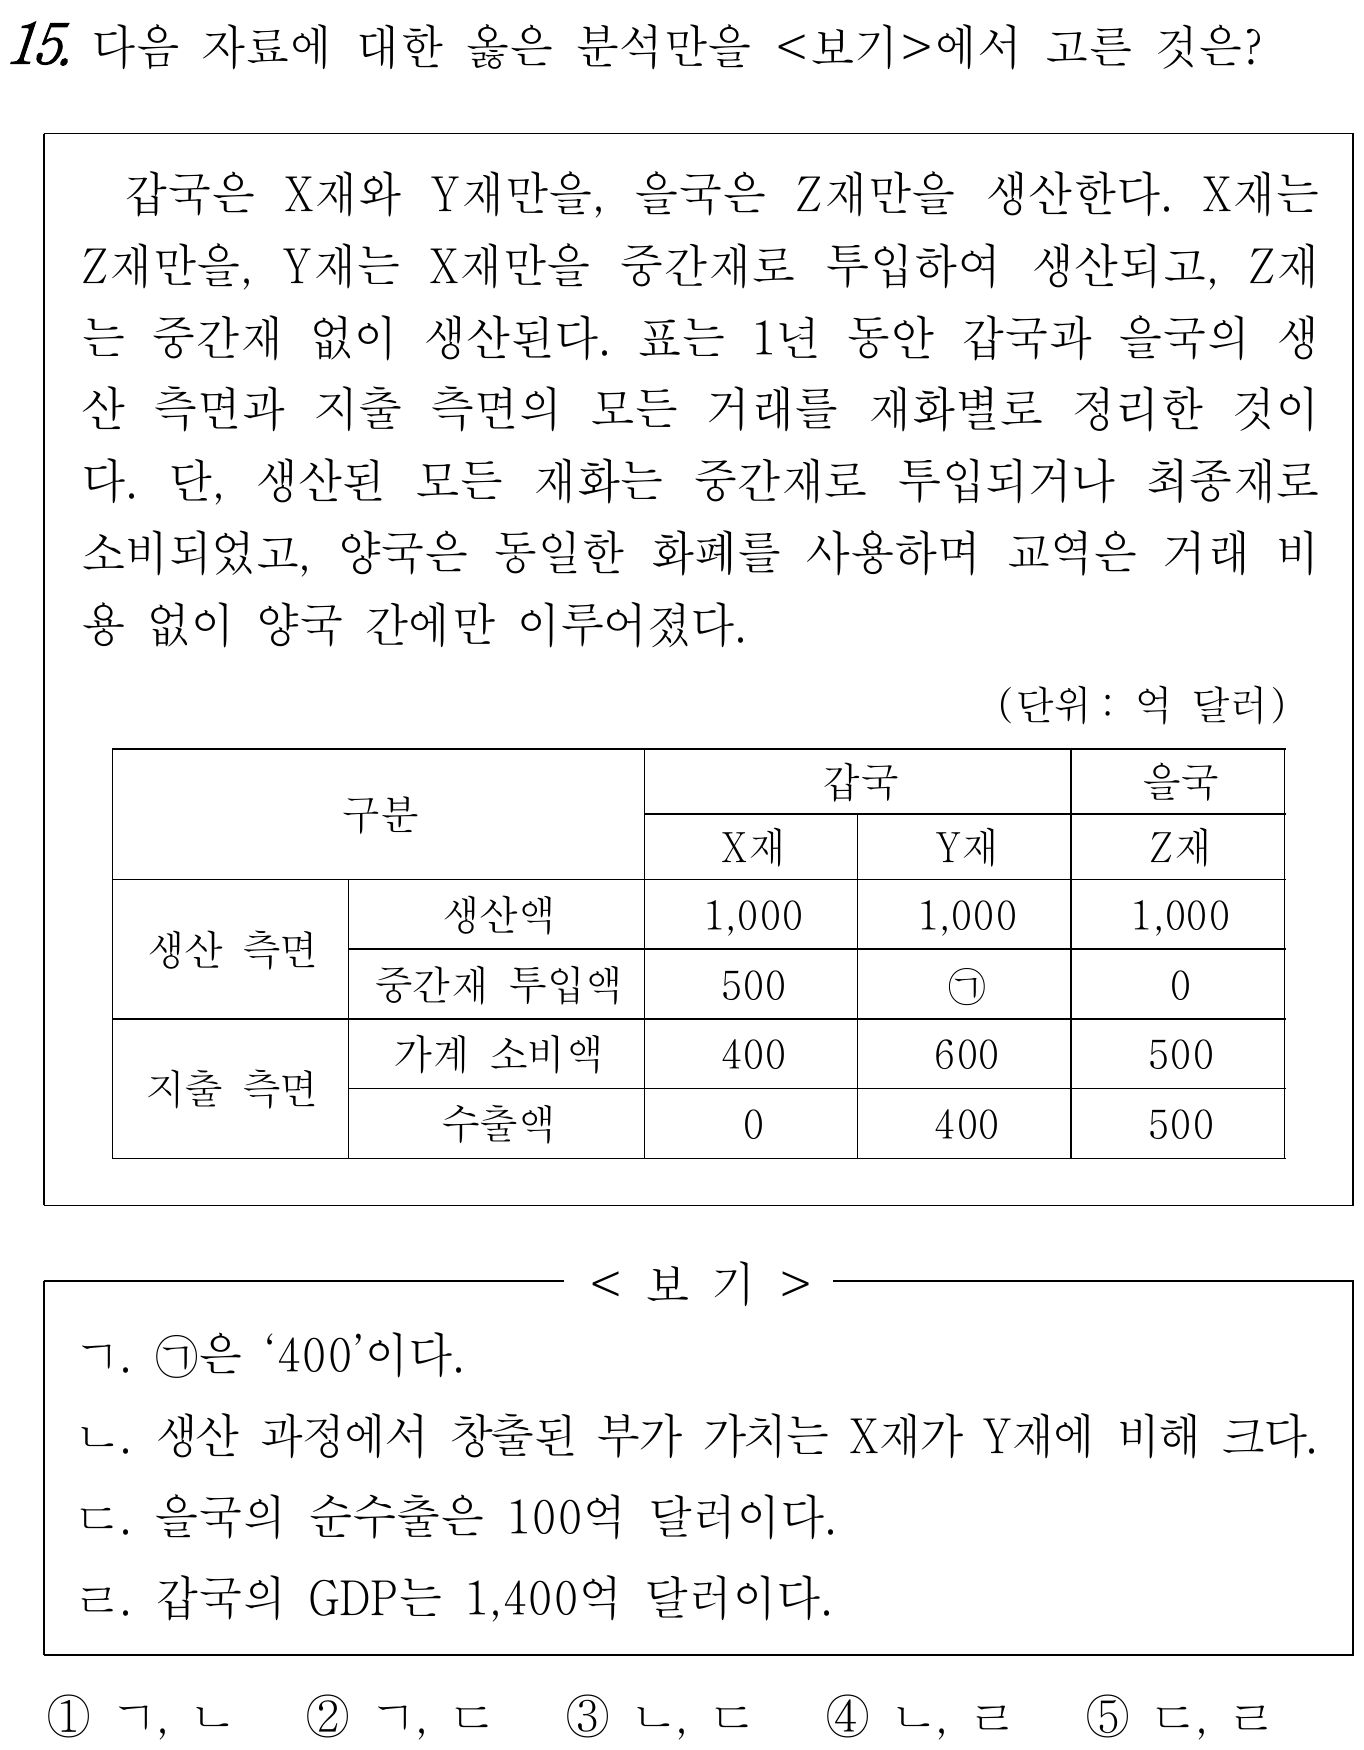 15. 다음 자료에 대한 옳은 분석만을 <보기>에서 고른 것은?
갑국은 X재와 Y재만을, 을국은 Z재만을 생산한다. X재는
Z재만을, Y재는 X재만을 중간재로 투입하여 생산되고, Z재
는 중간재 없이 생산된다. 표는 1년 동안 갑국과 을국의 생
산 측면과 지출 측면의 모든 거래를 재화별로 정리한 것이
다. 단, 생산된 모든 재화는 중간재로 투입되거나 최종재로
소비되었고, 양국은 동일한 화폐를 사용하며 교역은 거래 비
용 없이 양국 간에만 이루어졌다.
(단위 : 억 달러)
구분 갑국 을국
X재 Y재 Z재
생산 측면 생산액 1,000 1,000 1,000
중간재 투입액 500 ㉠ 0
지출 측면 가계 소비액 400 600 500
수출액 0 400 500
< 보 기 >
ㄱ. ㉠은 ‘400’이다.
ㄴ. 생산 과정에서 창출된 부가 가치는 X재가 Y재에 비해 크다.
ㄷ. 을국의 순수출은 100억 달러이다.
ㄹ. 갑국의 GDP는 1,400억 달러이다.
① ㄱ, ㄴ ② ㄱ, ㄷ ③ ㄴ, ㄷ ④ ㄴ, ㄹ ⑤ ㄷ, ㄹ